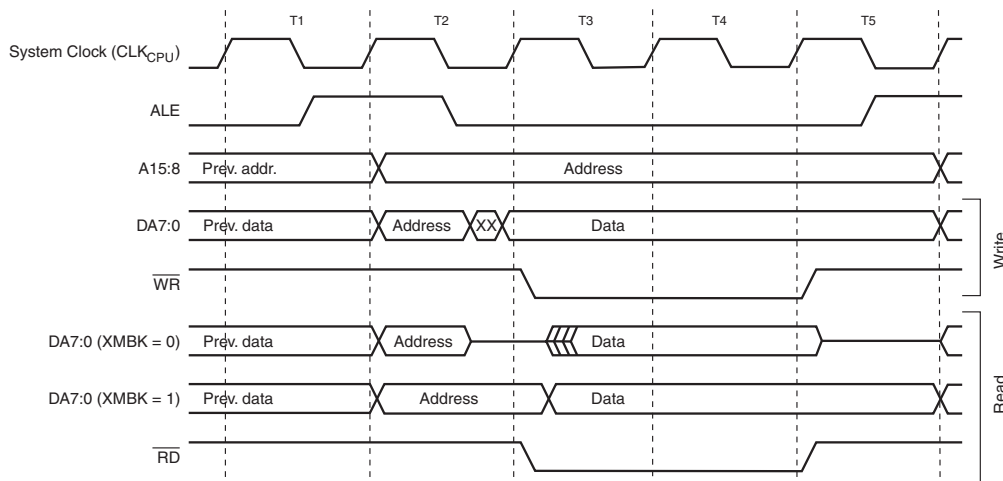 T1 T2 T3 T4 T5
System Clock (CLKCPU)
ALE
A15:8 Prev. addr. Address
DA7:0 Prev. data Address XX Data
WR
Write
DA7:0 (XMBK = 0) Prev. data Address Data
DA7:0 (XMBK = 1) Prev. data Address Data
RD
Read